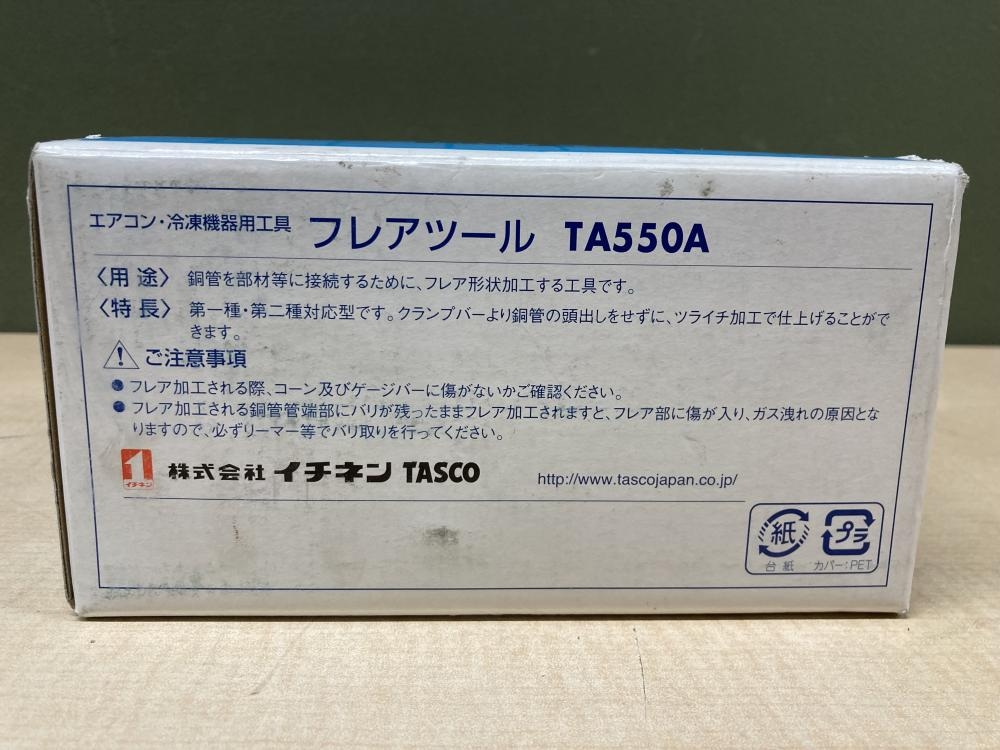 エアコン・冷凍機器用工具 フレアツール TA550A
〈用 途〉 銅管を部材等に接続するために、フレア形状加工する工具です。
〈特 長〉 第一種・第二種対応型です。クランプバーより銅管の頭出しをせずに、ツライチ加工で仕上げることがで
きます。
ご注意事項
● フレア加工される際、コーン及びゲージバーに傷がないかご確認ください。
● フレア加工される銅管管端部にバリが残ったままフレア加工されますと、フレア部に傷が入り、ガス洩れの原因とな
りますので、必ずリーマー等でバリ取りを行ってください。
1 イチネン 株式会社 イチネン TASCO http://www.tascojapan.co.jp/
紙 プラ
台 紙 カバー:PET